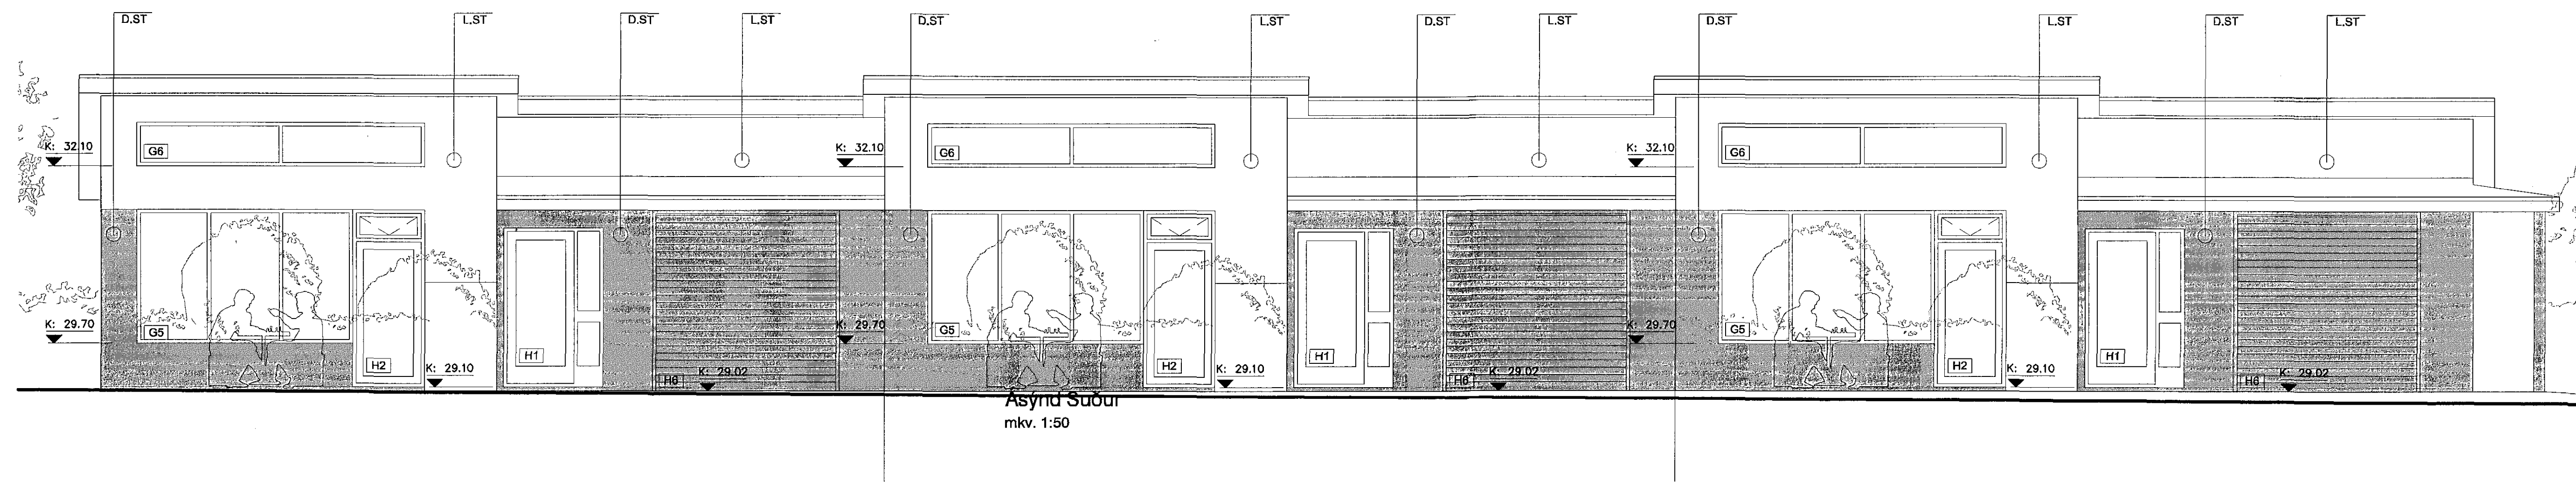 D.ST L.ST D.ST L.ST D.ST L.ST D.ST L.ST D.ST L.ST D.ST L.ST
K: 32.10 G6 K: 32.10 G6 K: 32.10 G6
K: 29.70 G5 K: 29.70 G5 K: 29.70 G5
H2 H1 H2 H1 H2 H1
K: 29.10 K: 29.10 K: 29.10
H6 K: 29.02 H6 K: 29.02 H6 K: 29.02
Ásýnd Suður
mkv. 1:50